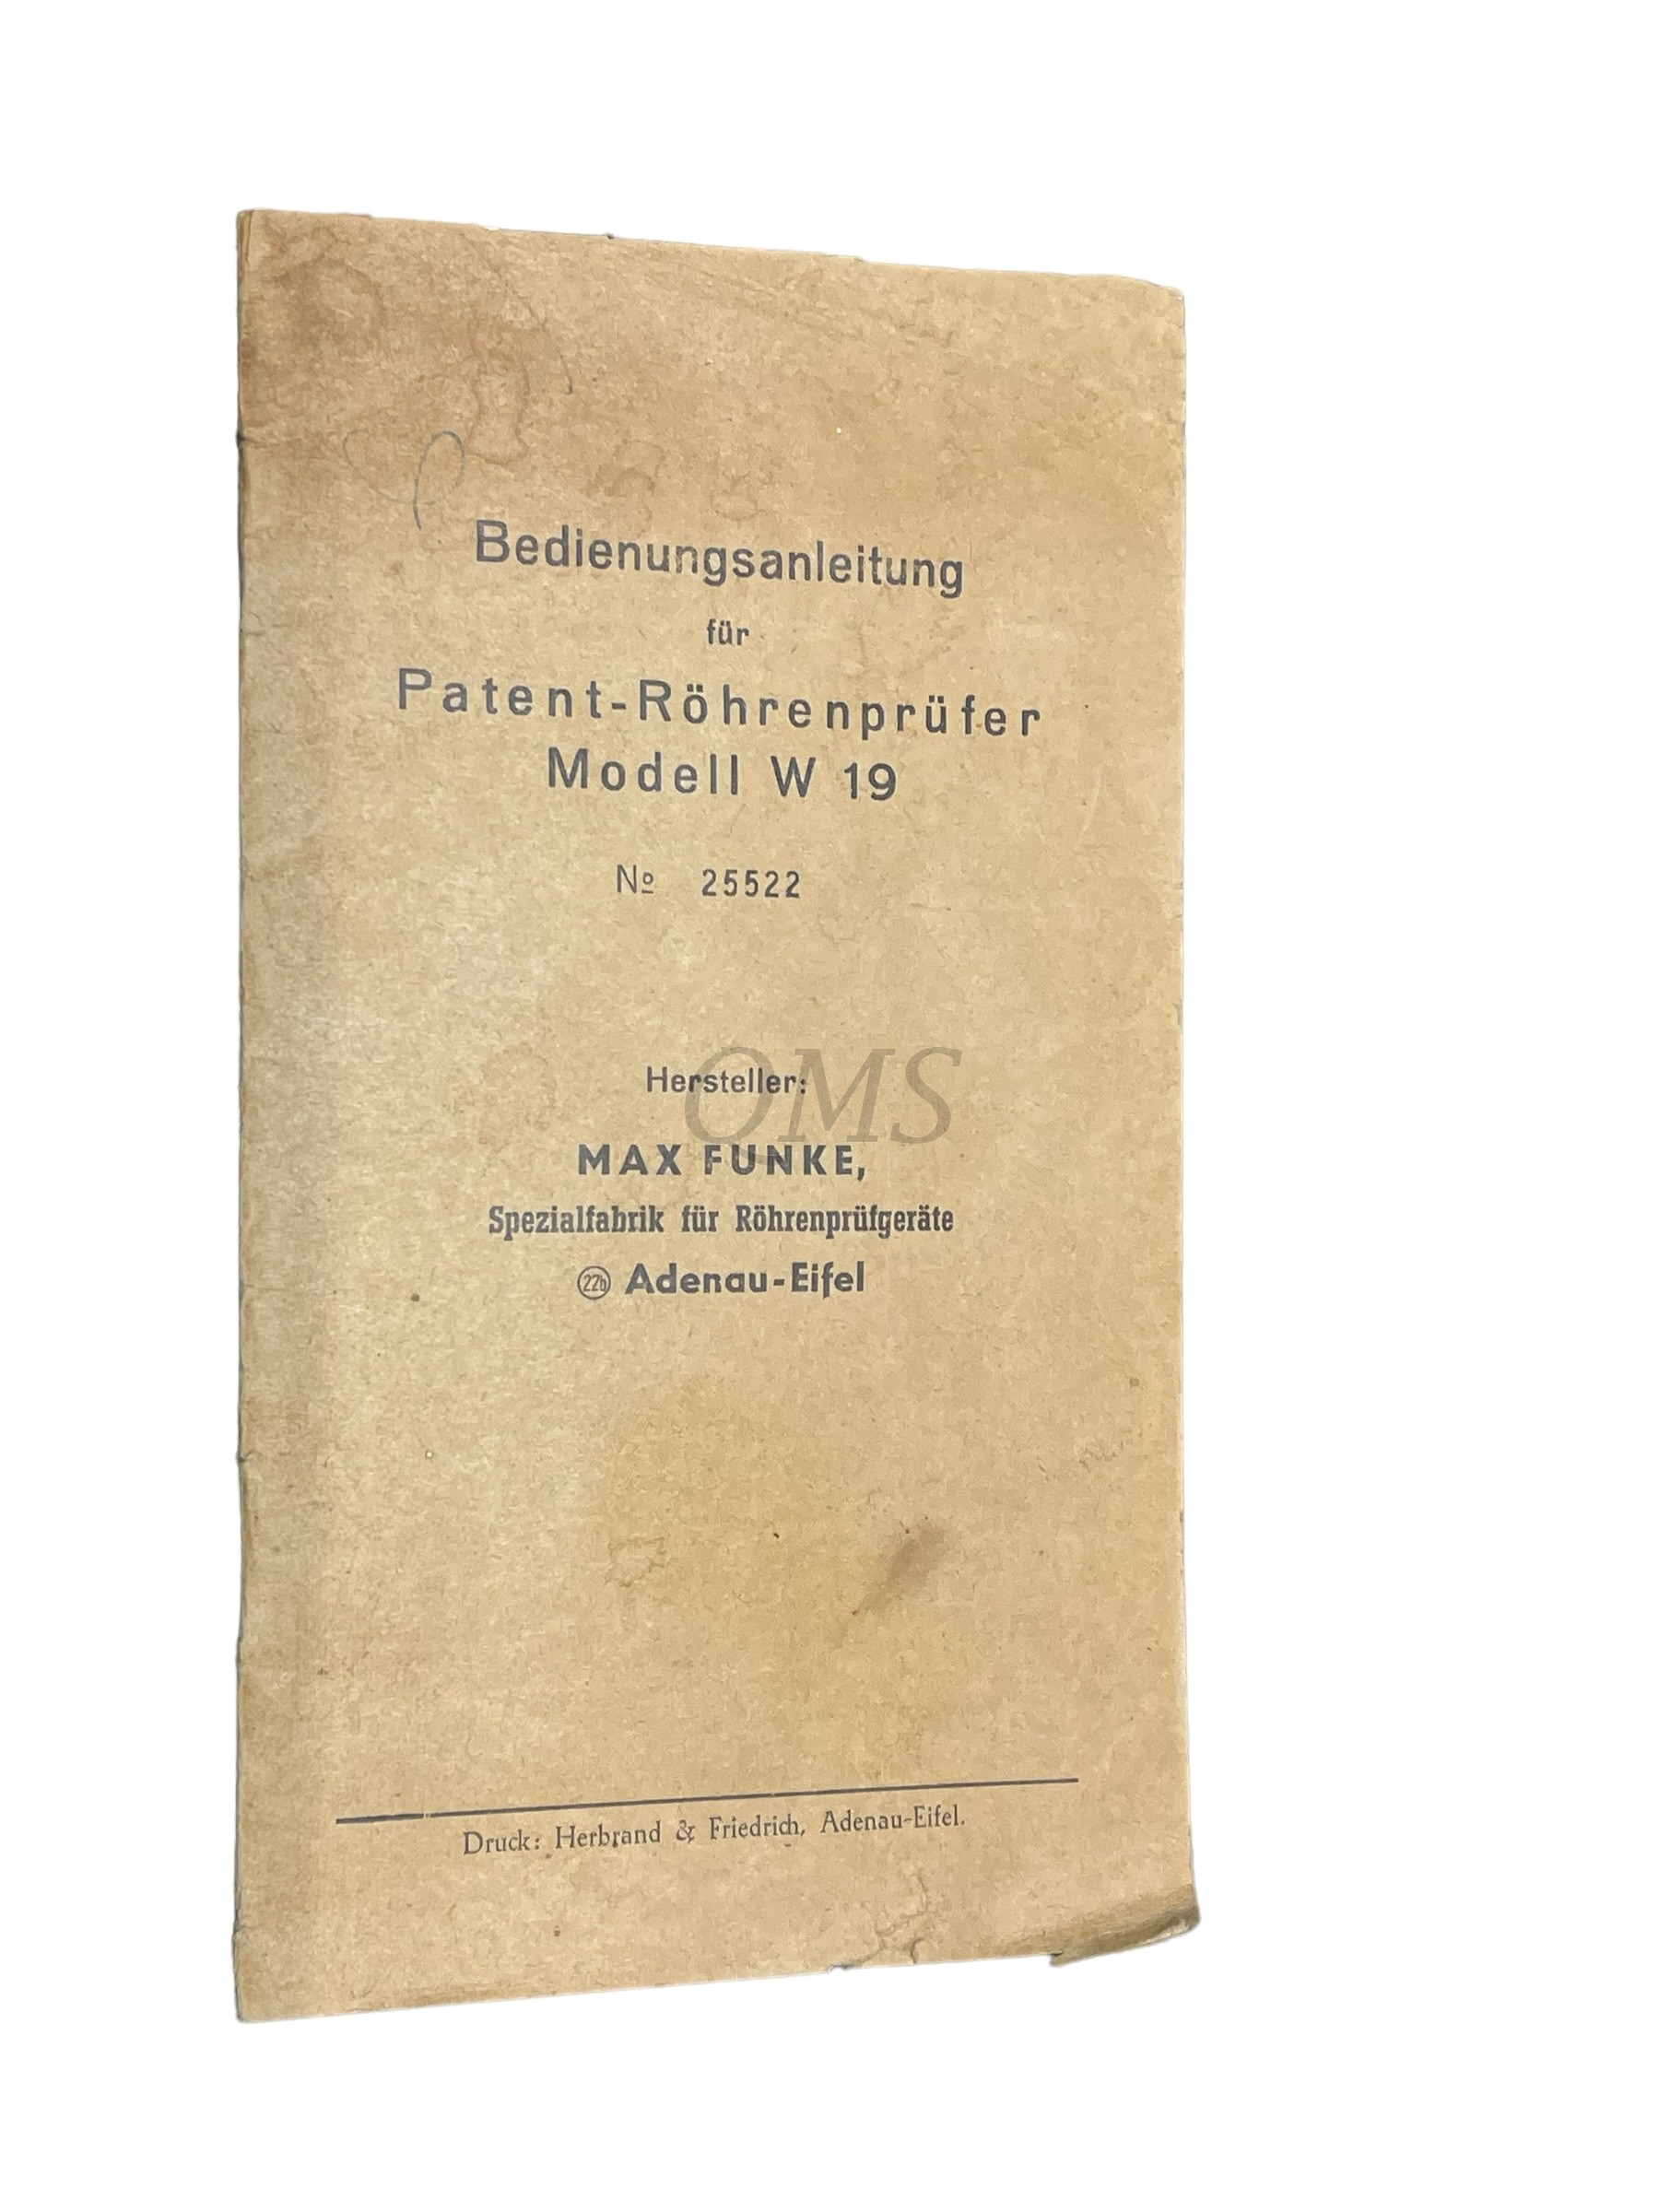 Bedienungsanleitung
für
Patent-Röhrenprüfer
Modell W 19
Nº 25522
Hersteller:
OMS
MAX FUNKE,
Spezialfabrik für Röhrenprüfgeräte
22b Adenau-Eifel
Druck: Herbrand & Friedrich, Adenau-Eifel.